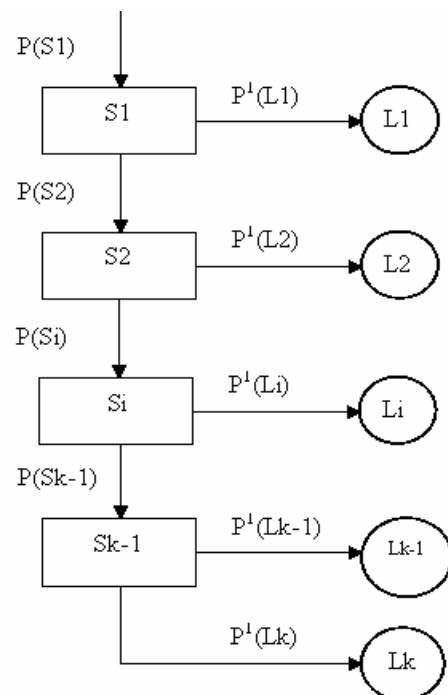 P(S1)
S1
P¹(L1)
L1
P(S2)
S2
P¹(L2)
L2
P(Si)
Si
P¹(Li)
Li
P(Sk-1)
Sk-1
P¹(Lk-1)
Lk-1
P¹(Lk)
Lk